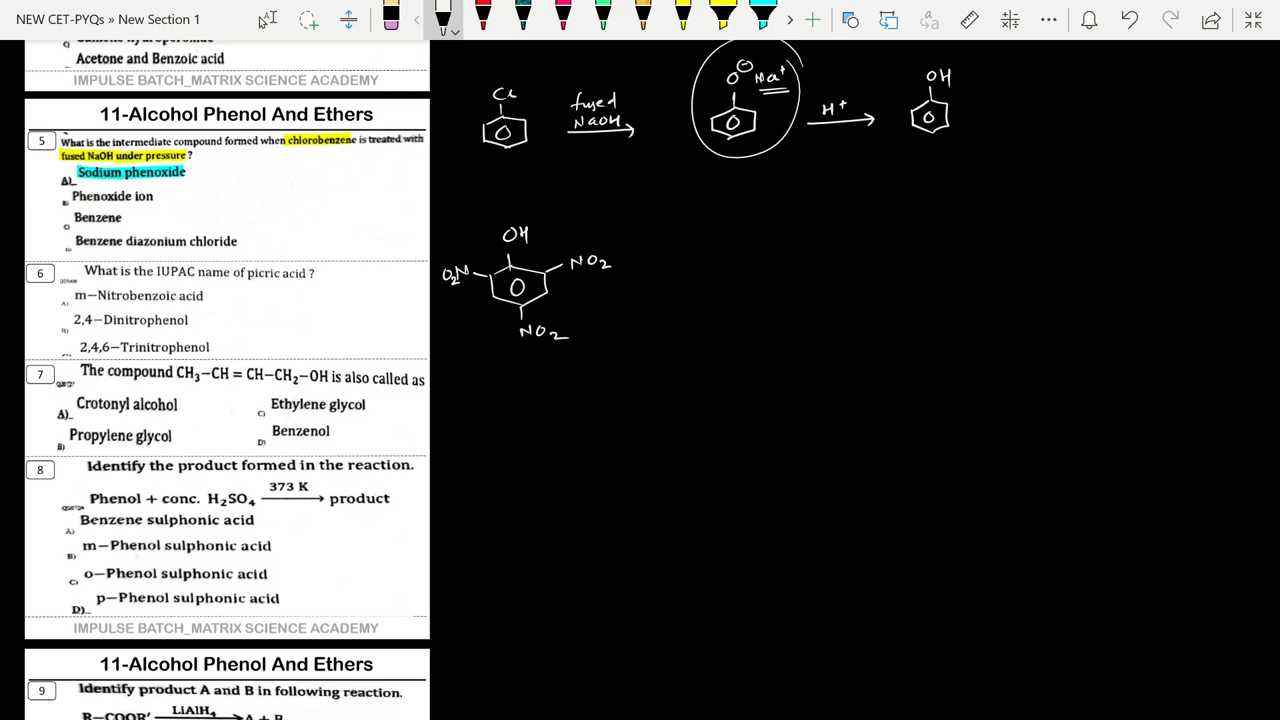 NEW CET-PYQs » New Section 1
Acetone and Benzoic acid
IMPULSE BATCH_MATRIX SCIENCE ACADEMY
11-Alcohol Phenol And Ethers
5
What is the intermediate compound formed when chlorobenzene is treated with
fused NaOH under pressure ?
A) Sodium phenoxide
B) Phenoxide ion
C) Benzene
Benzene diazonium chloride
6
What is the IUPAC name of picric acid ?
A) m-Nitrobenzoic acid
B) 2,4-Dinitrophenol
C) 2,4,6-Trinitrophenol
7
The compound CH₃-CH = CH-CH₂-OH is also called as
A) Crotonyl alcohol
C) Ethylene glycol
B) Propylene glycol
D) Benzenol
8
Identify the product formed in the reaction.
373 K
Phenol + conc. H₂SO₄ ⟶ product
A) Benzene sulphonic acid
B) m-Phenol sulphonic acid
C) o-Phenol sulphonic acid
D) p-Phenol sulphonic acid
IMPULSE BATCH_MATRIX SCIENCE ACADEMY
11-Alcohol Phenol And Ethers
9
Identify product A and B in following reaction.
LiAlH₄
R-COOR' ⟶ A + B
Cl
fused
NaOH
O⊖ Na⁺
H⁺
OH
OH
O₂N
NO₂
NO₂